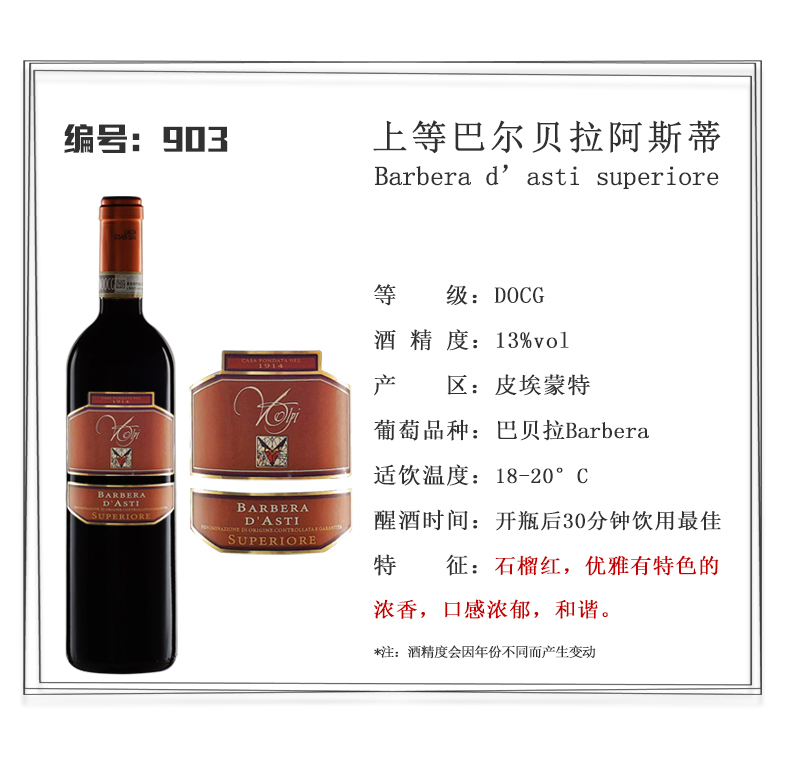 编号：903
上等巴尔贝拉阿斯蒂
Barbera d’asti superiore
等 级：DOCG
酒 精 度：13%vol
产 区：皮埃蒙特
葡萄品种：巴贝拉Barbera
适饮温度：18-20°C
醒酒时间：开瓶后30分钟饮用最佳
特 征：石榴红，优雅有特色的
浓香，口感浓郁，和谐。
*注：酒精度会因年份不同而产生变动
1914
Volpi
BARBERA
D'ASTI
SUPERIORE
CASA FONDATA NEL
1914
Volpi
BARBERA
D'ASTI
DENOMINAZIONE DI ORIGINE CONTROLLATA E GARANTITA
SUPERIORE